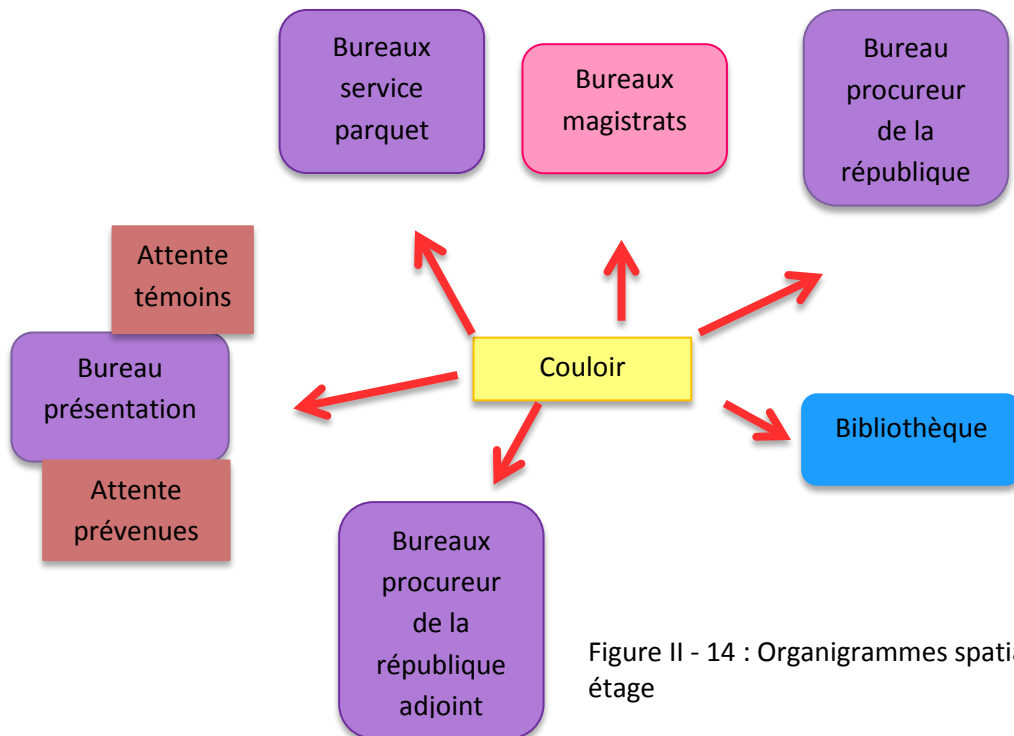 Bureaux
service
parquet
Bureaux
magistrats
Bureau
procureur
de la
république
Attente
témoins
Bureau
présentation
Attente
prévenues
Couloir
Bibliothèque
Bureaux
procureur
de la
république
adjoint
Figure II - 14 : Organigrammes
étage